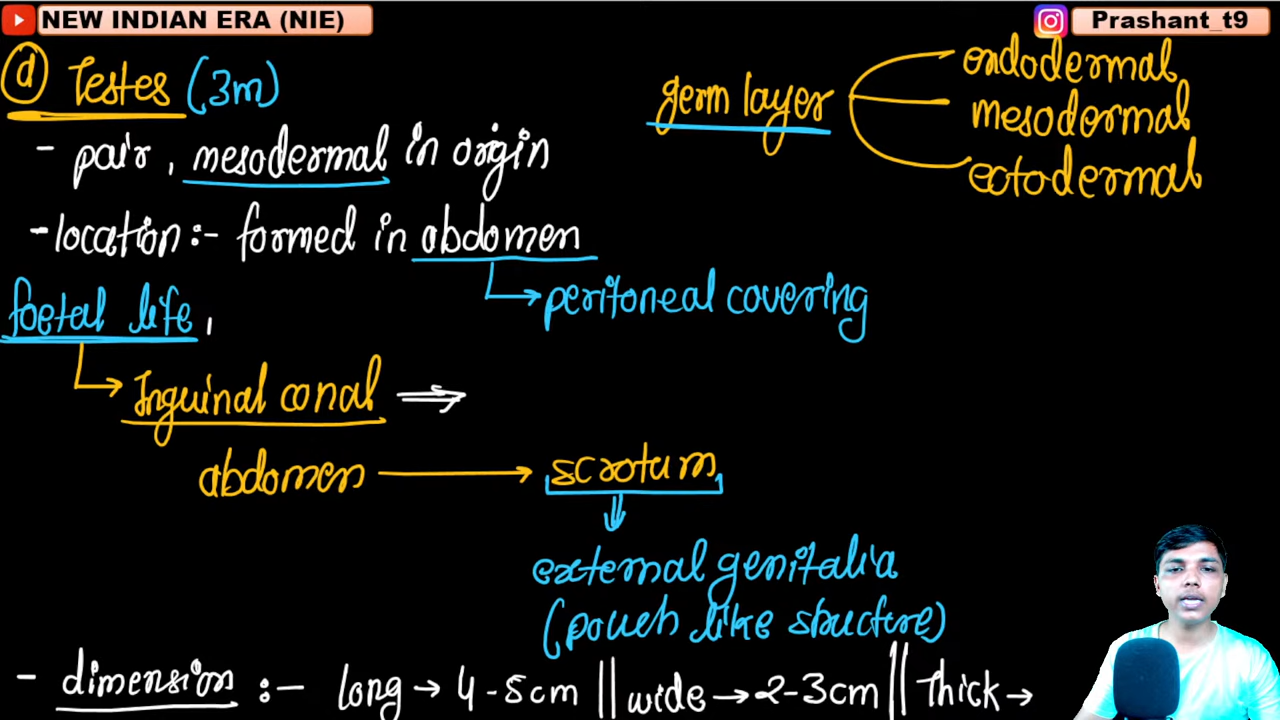 NEW INDIAN ERA (NIE)
Prashant_t9
d Testes (3m)
germ layer
endodermal
mesodermal
ectodermal
- pair, mesodermal in origin
- location :- formed in abdomen
peritoneal covering
foetal life,
Inguinal canal ⇒
abdomen → scrotum
external genitalia
(pouch like structure)
- dimension :- long → 4-5cm || wide → 2-3cm || Thick →